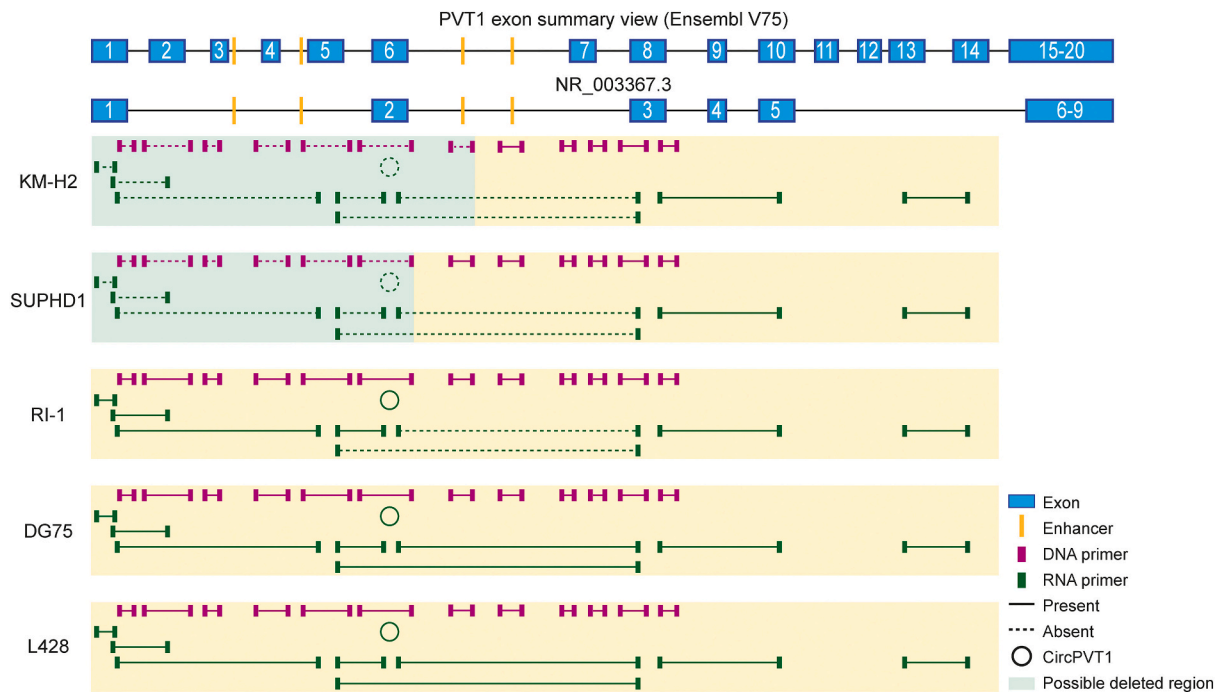 PVT1 exon summary view (Ensembl V75)
1 2 3 4 5 6 7 8 9 10 11 12 13 14 15-20
NR_003367.3
1 2 3 4 5 6-9
KM-H2
SUPHD1
RI-1
DG75
L428
Exon
Enhancer
DNA primer
RNA primer
Present
Absent
CircPVT1
Possible deleted region